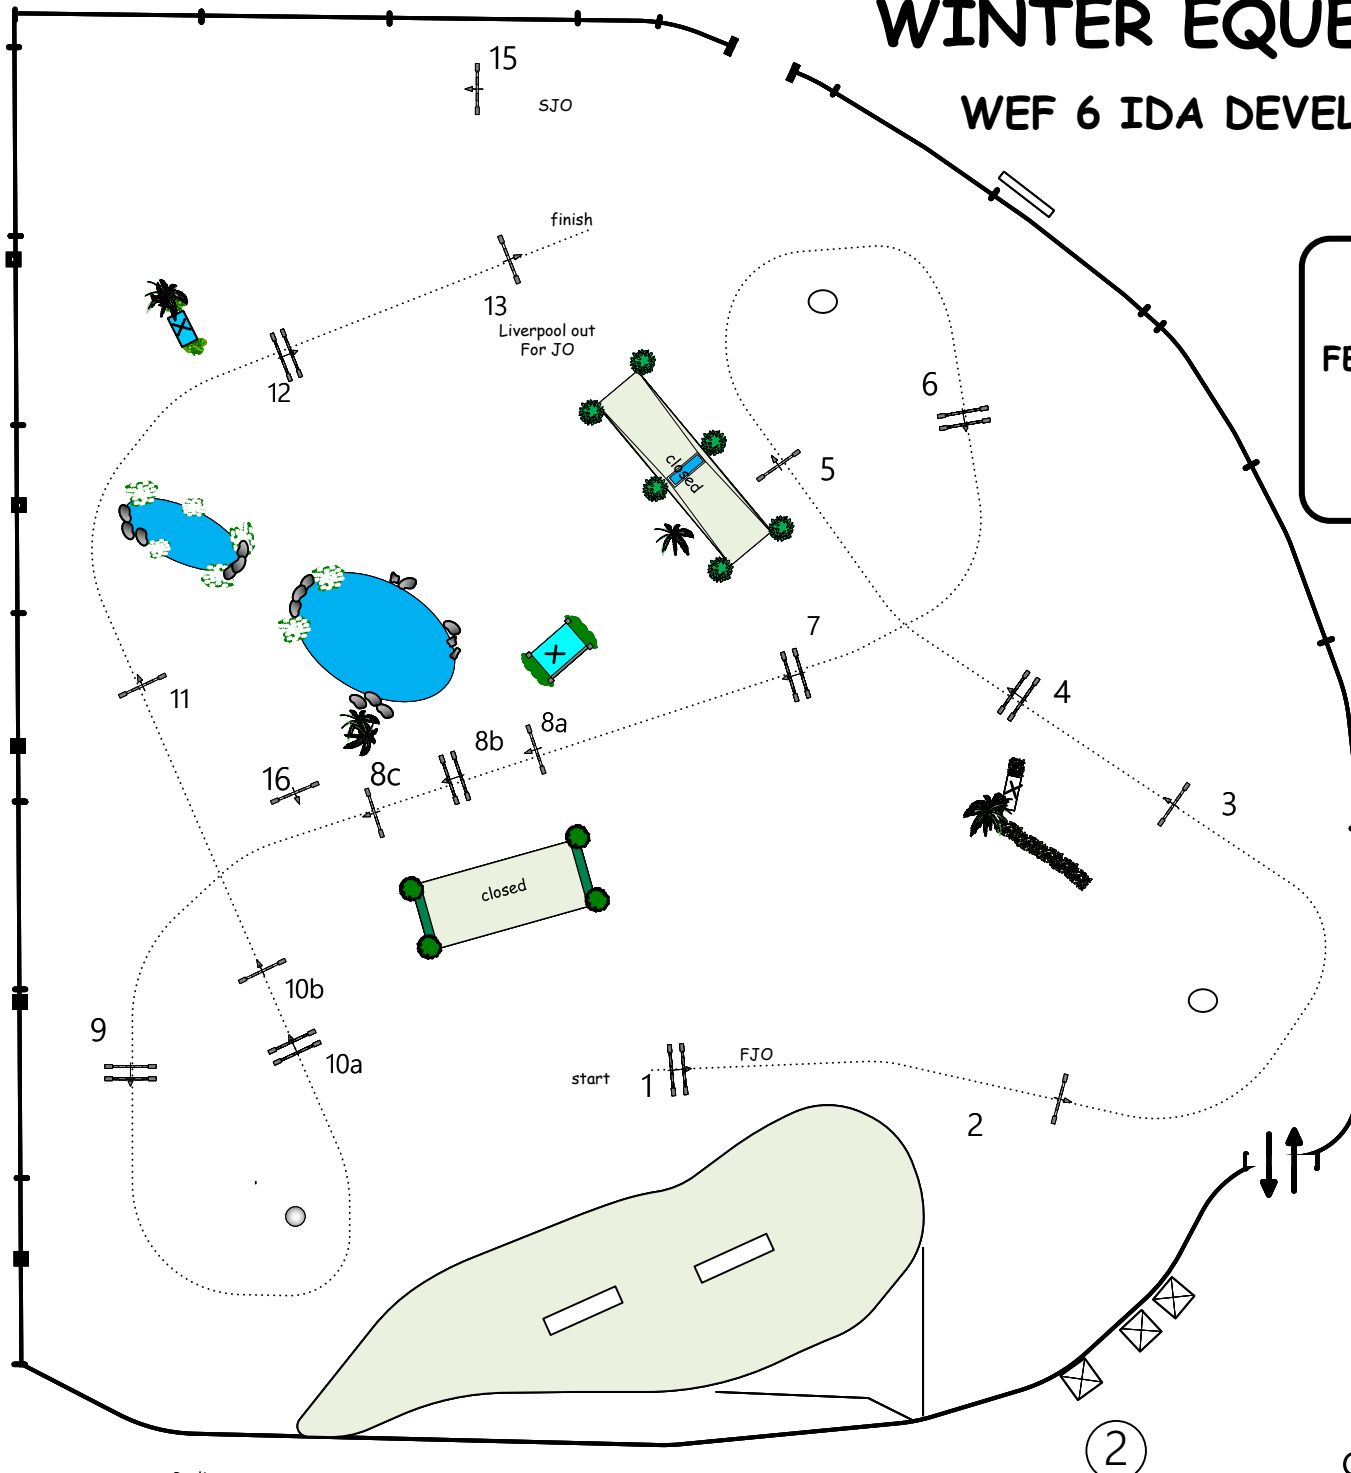 WINTER EQUE
WEF 6 IDA DEVEL
15
SJO
finish
13
Liverpool out
For JO
12
6
FE
5
closed
7
4
11
8a
8b
8c
16
3
closed
10b
9
10a
FJO
start
1
2
2